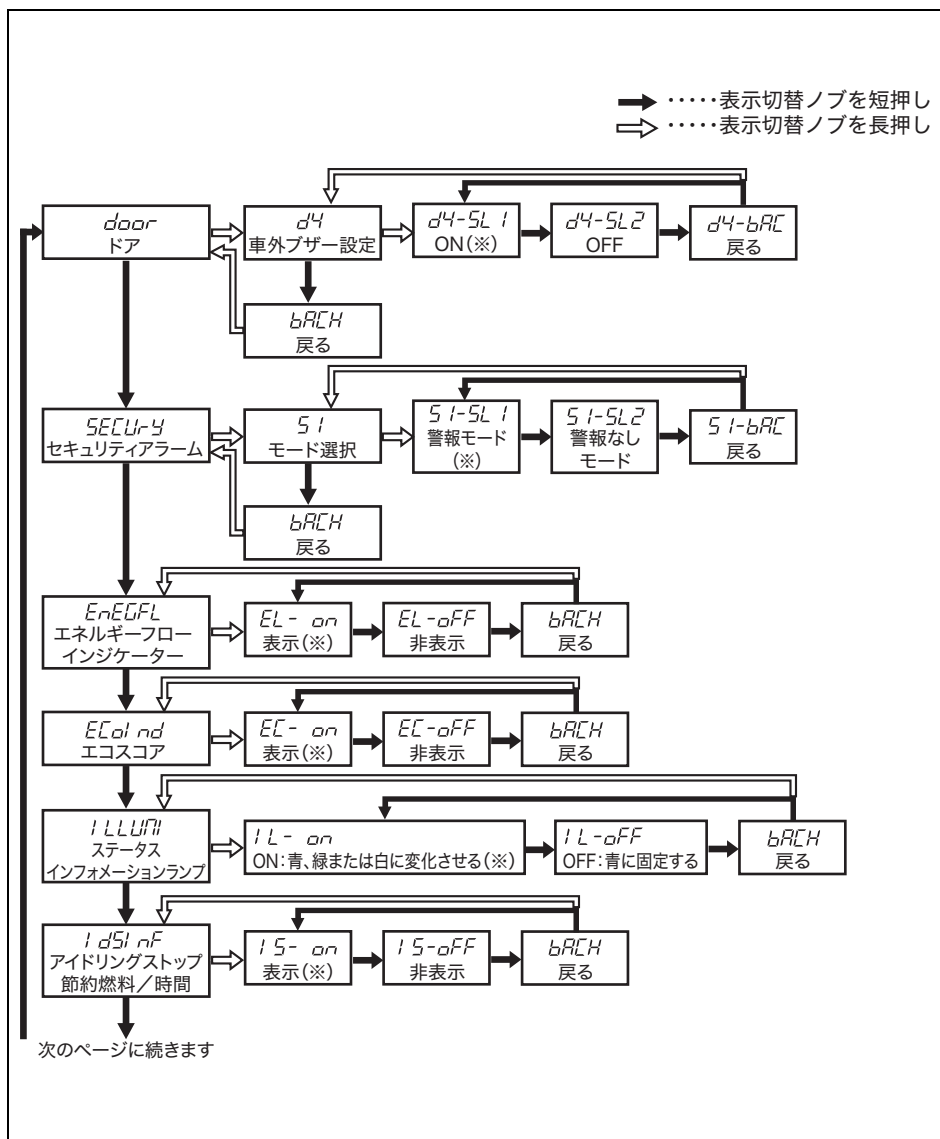 ・・・・・表示切替ノブを短押し
・・・・・表示切替ノブを長押し
door
ドア
d4
車外ブザー設定
d4-SL1
ON(※)
d4-SL2
OFF
d4-bAC
戻る
bACH
戻る
SECUrY
セキュリティアラーム
S1
モード選択
S1-SL1
警報モード
(※)
S1-SL2
警報なし
モード
S1-bAC
戻る
bACH
戻る
EnEGFL
エネルギーフロー
インジケーター
EL- on
表示(※)
EL-oFF
非表示
bACH
戻る
ECoInd
エコスコア
EC- on
表示(※)
EC-oFF
非表示
bACH
戻る
ILLUMI
ステータス
インフォメーションランプ
IL- on
ON:青、緑または白に変化させる(※)
IL-oFF
OFF:青に固定する
bACH
戻る
IdSInF
アイドリングストップ
節約燃料/時間
IS- on
表示(※)
IS-oFF
非表示
bACH
戻る
次のページに続きます